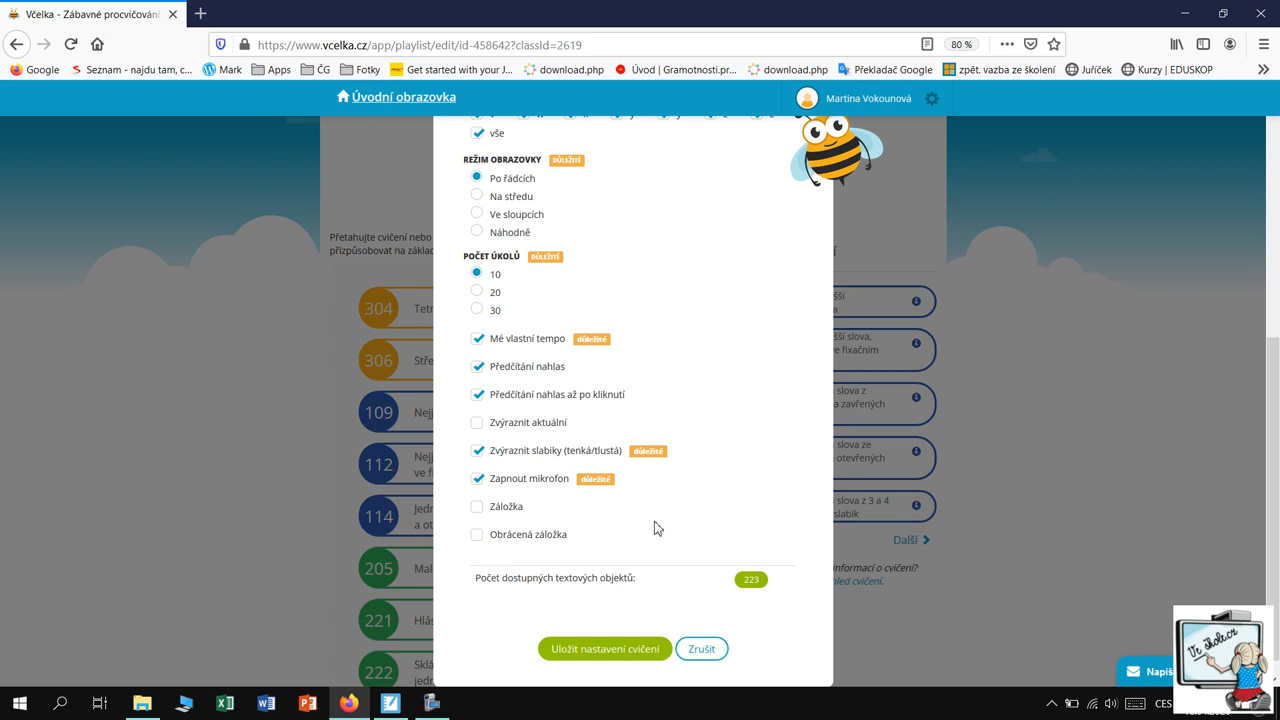 Včelka - Zábavné procvičování
https://www.vcelka.cz/app/playlist/edit/id-458642?classId=2619
80 %
Google
Seznam - najdu tam, c...
Mark
Apps
ČG
Fotky
Get started with your J...
download.php
Úvod | Gramotnosti.pr...
download.php
Překladač Google
zpět. vazba ze školení
Juříček
Kurzy | EDUSKOP
Úvodní obrazovka
Martina Vokounová
vše
REŽIM OBRAZOVKY DŮLEŽITÉ
Po řádcích
Na středu
Ve sloupcích
Náhodně
POČET ÚKOLŮ DŮLEŽITÉ
10
20
30
Mé vlastní tempo důležité
Předčítání nahlas
Předčítání nahlas až po kliknutí
Zvýraznit aktuální
Zvýraznit slabiky (tenká/tlustá) důležité
Zapnout mikrofon důležité
Záložka
Obrácená záložka
Počet dostupných textových objektů: 223
Uložit nastavení cvičení
Zrušit
Přetahujte cvičení nebo
přizpůsobovat na základ
304 Tetr
306 Stře
109 Nejj
112 Nejj
ve fi
114 Jedn
a ot
205 Mal
221 Hlás
222 Sklá
jedn
šší
a
šší slova,
ve fixačním
slova z
a zavřených
slova ze
otevřených
slova z 3 a 4
slabik
Další
informací o cvičení?
hled cvičení.
Napiš
Ve škole.cz
CES